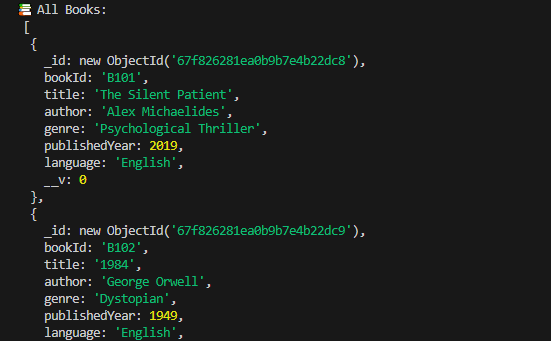 📚 All Books:
[
{
_id: new ObjectId('67f826281ea0b9b7e4b22dc8'),
bookId: 'B101',
title: 'The Silent Patient',
author: 'Alex Michaelides',
genre: 'Psychological Thriller',
publishedYear: 2019,
language: 'English',
__v: 0
},
{
_id: new ObjectId('67f826281ea0b9b7e4b22dc9'),
bookId: 'B102',
title: '1984',
author: 'George Orwell',
genre: 'Dystopian',
publishedYear: 1949,
language: 'English',